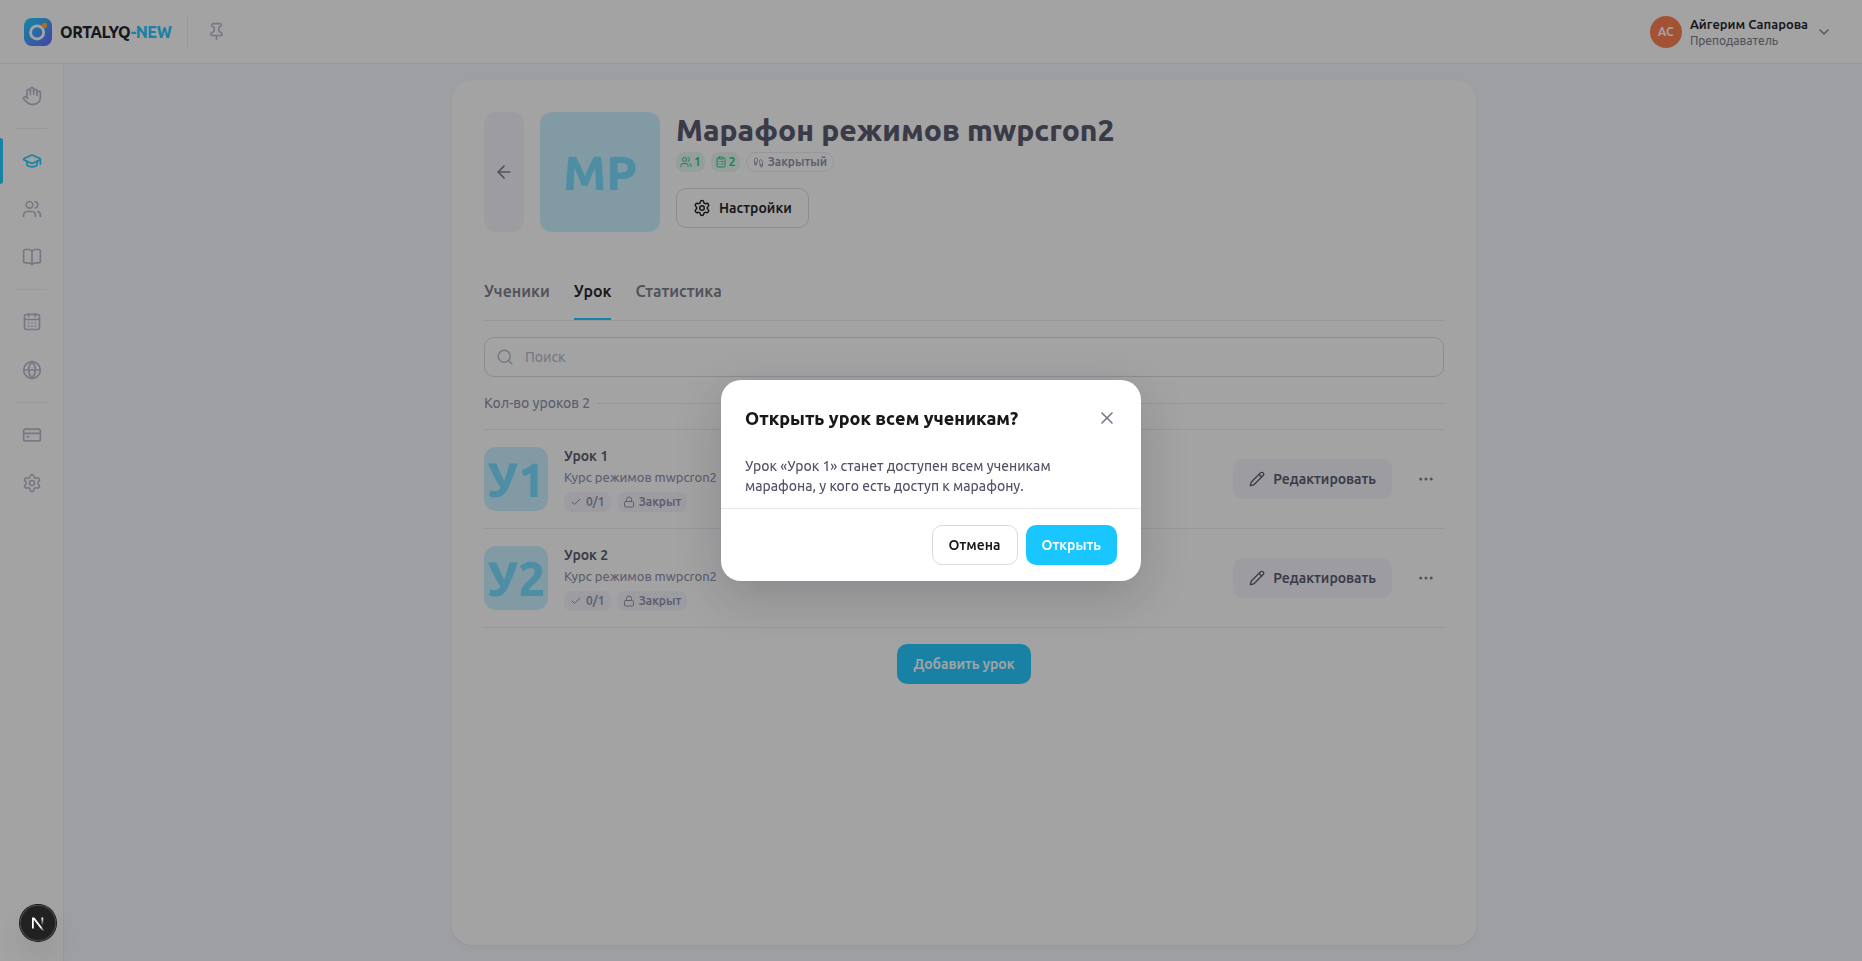 ORTALYQ-NEW
АС
Айгерим Сапарова
Преподаватель
МР
Марафон режимов mwpcron2
1
2
Закрытый
Настройки
Ученики
Урок
Статистика
Поиск
Кол-во уроков 2
У1
Урок 1
Курс режимов mwpcron2
0/1
Закрыт
Редактировать
Открыть урок всем ученикам?
Урок «Урок 1» станет доступен всем ученикам
марафона, у кого есть доступ к марафону.
Отмена
Открыть
У2
Урок 2
Курс режимов mwpcron2
0/1
Закрыт
Редактировать
Добавить урок
N